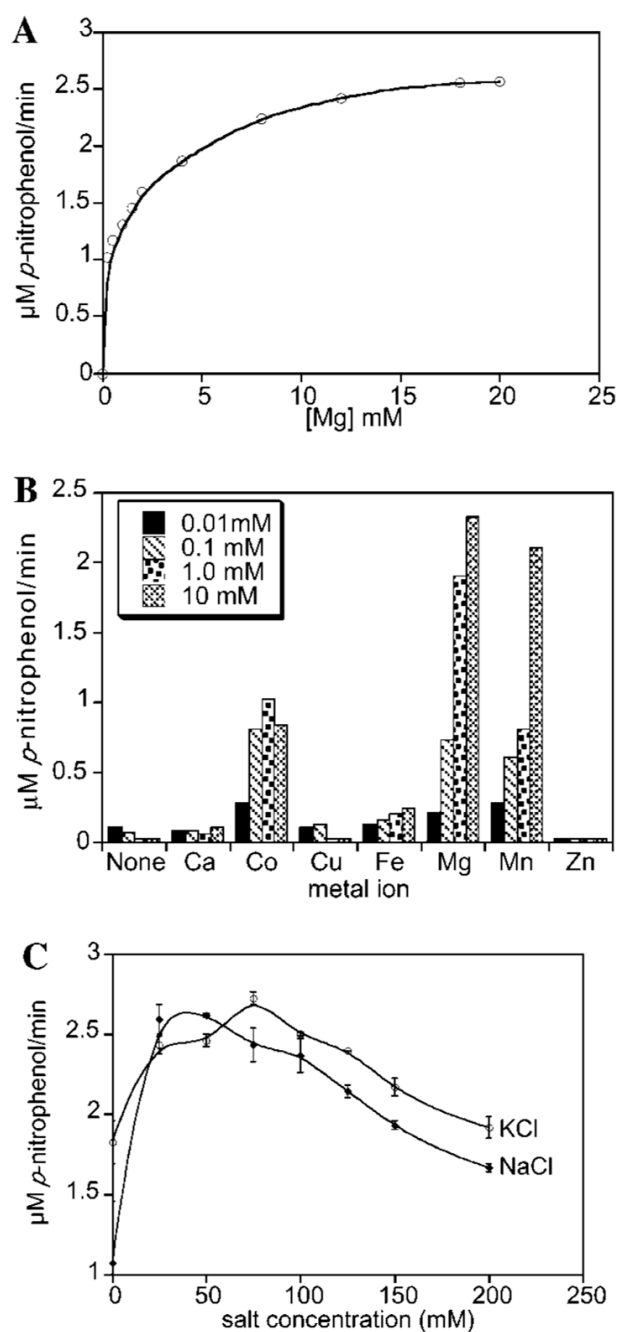 A
µM p-nitrophenol/min
3
2.5
2
1.5
1
0.5
0
0 5 10 15 20 25
[Mg] mM
B
µM p-nitrophenol/min
2.5
2
1.5
1
0.5
0
0.01mM
0.1 mM
1.0 mM
10 mM
None Ca Co Cu Fe Mg Mn Zn
metal ion
C
µM p-nitrophenol/min
3
2.5
2
1.5
1
KCl
NaCl
0 50 100 150 200 250
salt concentration (mM)